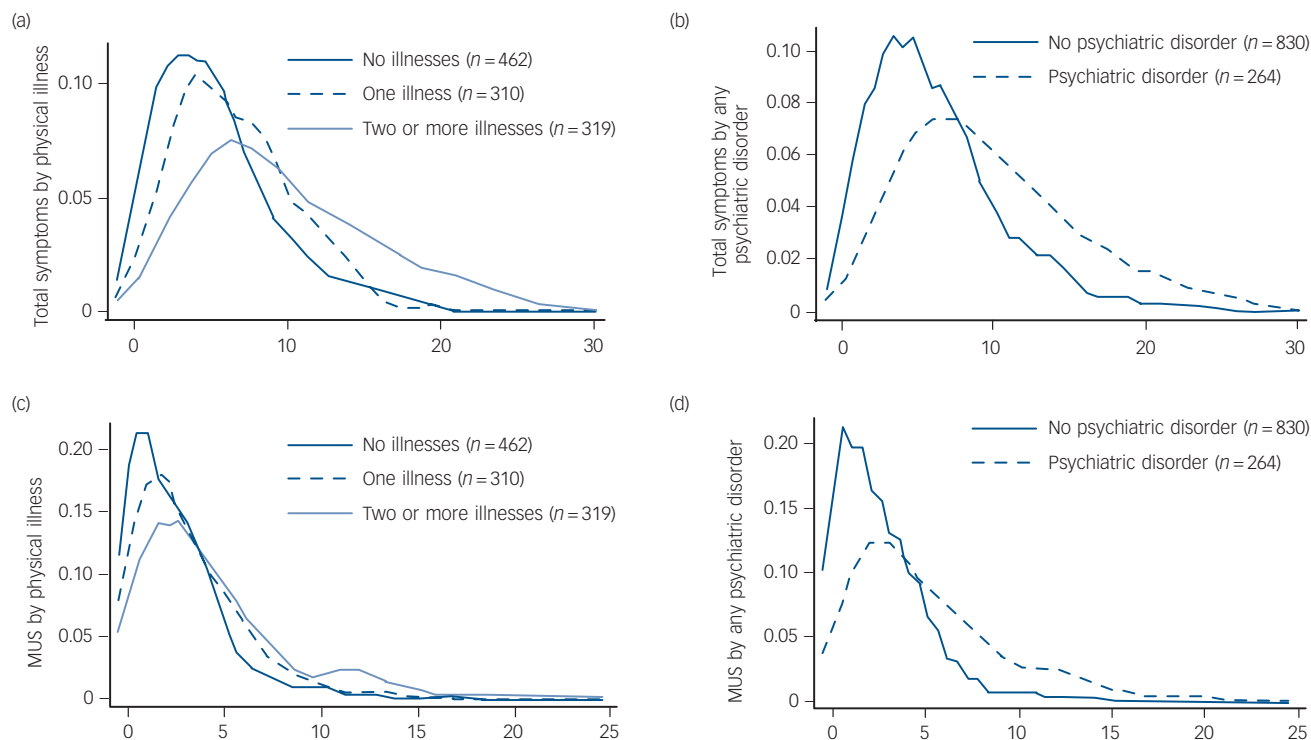 (a)
Total symptoms by physical illness
0.10
0.05
0
No illnesses (n=462)
One illness (n=310)
Two or more illnesses (n=319)
0 10 20 30
(b)
Total symptoms by any
psychiatric disorder
0.10
0.08
0.06
0.04
0.02
0
No psychiatric disorder (n=830)
Psychiatric disorder (n=264)
0 10 20 30
(c)
MUS by physical illness
0.20
0.15
0.10
0.05
0
No illnesses (n=462)
One illness (n=310)
Two or more illnesses (n=319)
0 5 10 15 20 25
(d)
MUS by any psychiatric disorder
0.20
0.15
0.10
0.05
0
No psychiatric disorder (n=830)
Psychiatric disorder (n=264)
0 5 10 15 20 25